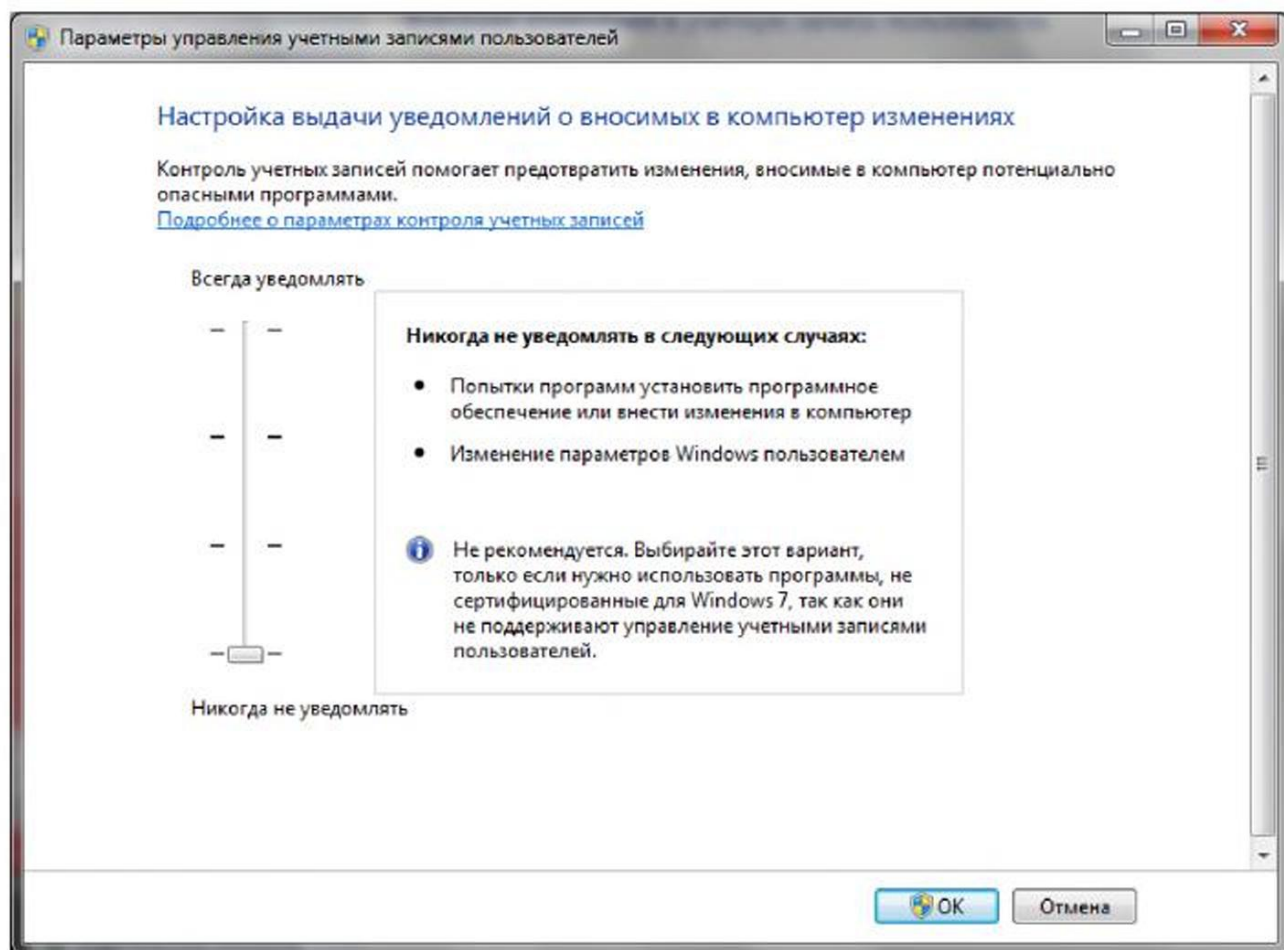 Параметры управления учетными записями пользователей
Настройка выдачи уведомлений о вносимых в компьютер изменениях
Контроль учетных записей помогает предотвратить изменения, вносимые в компьютер потенциально
опасными программами.
Подробнее о параметрах контроля учетных записей
Всегда уведомлять
Никогда не уведомлять в следующих случаях:
Попытки программ установить программное
обеспечение или внести изменения в компьютер
Изменение параметров Windows пользователем
Не рекомендуется. Выбирайте этот вариант,
только если нужно использовать программы, не
сертифицированные для Windows 7, так как они
не поддерживают управление учетными записями
пользователей.
Никогда не уведомлять
OK
Отмена